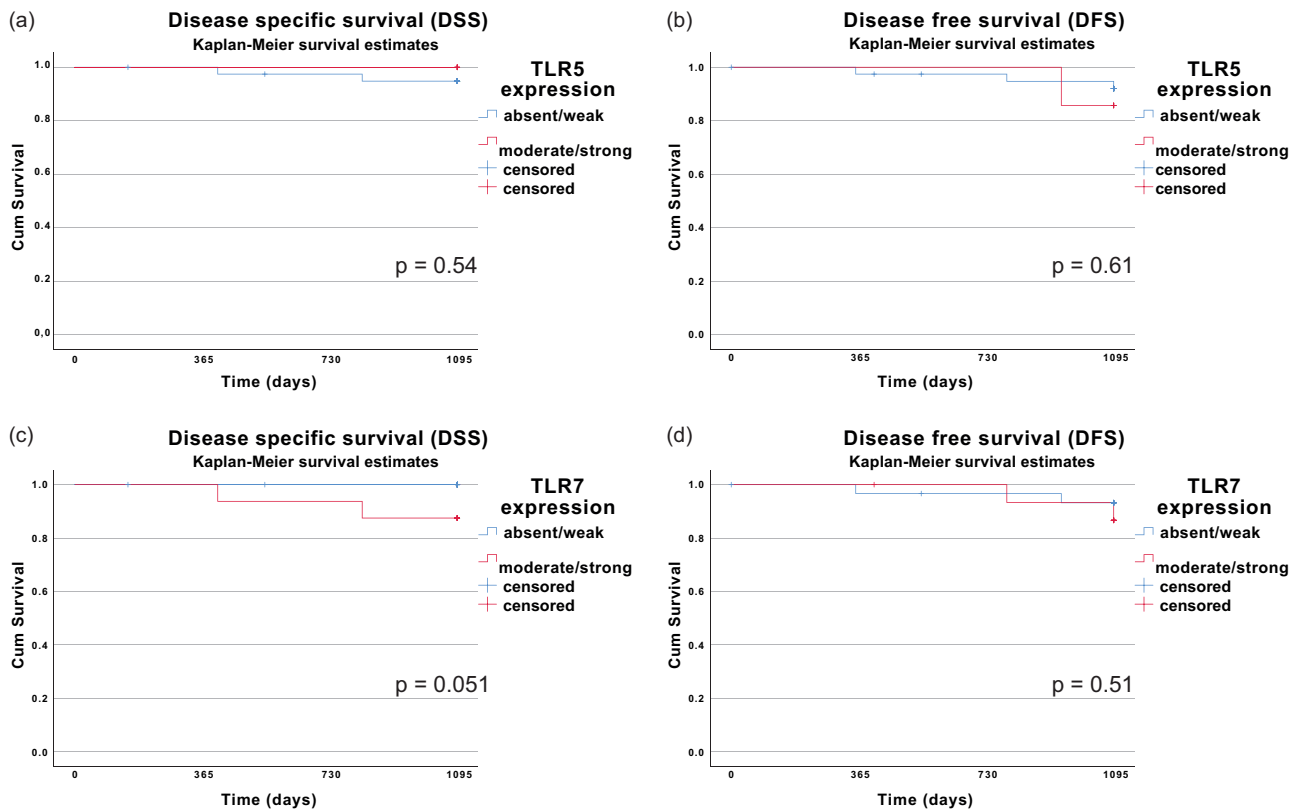 (a)
Disease specific survival (DSS)
Kaplan-Meier survival estimates
1.0
0.8
0.6
0.4
0.2
0,0
Cum Survival
0
365
730
1095
Time (days)
p = 0.54
TLR5
expression
absent/weak
moderate/strong
censored
censored
(b)
Disease free survival (DFS)
Kaplan-Meier survival estimates
1.0
0.8
0.6
0.4
0.2
0.0
Cum Survival
0
365
730
1095
Time (days)
p = 0.61
TLR5
expression
absent/weak
moderate/strong
censored
censored
(c)
Disease specific survival (DSS)
Kaplan-Meier survival estimates
1.0
0.8
0.6
0.4
0.2
0.0
Cum Survival
0
365
730
1095
Time (days)
p = 0.051
TLR7
expression
absent/weak
moderate/strong
censored
censored
(d)
Disease free survival (DFS)
Kaplan-Meier survival estimates
1.0
0.8
0.6
0.4
0.2
0.0
Cum Survival
0
365
730
1095
Time (days)
p = 0.51
TLR7
expression
absent/weak
moderate/strong
censored
censored